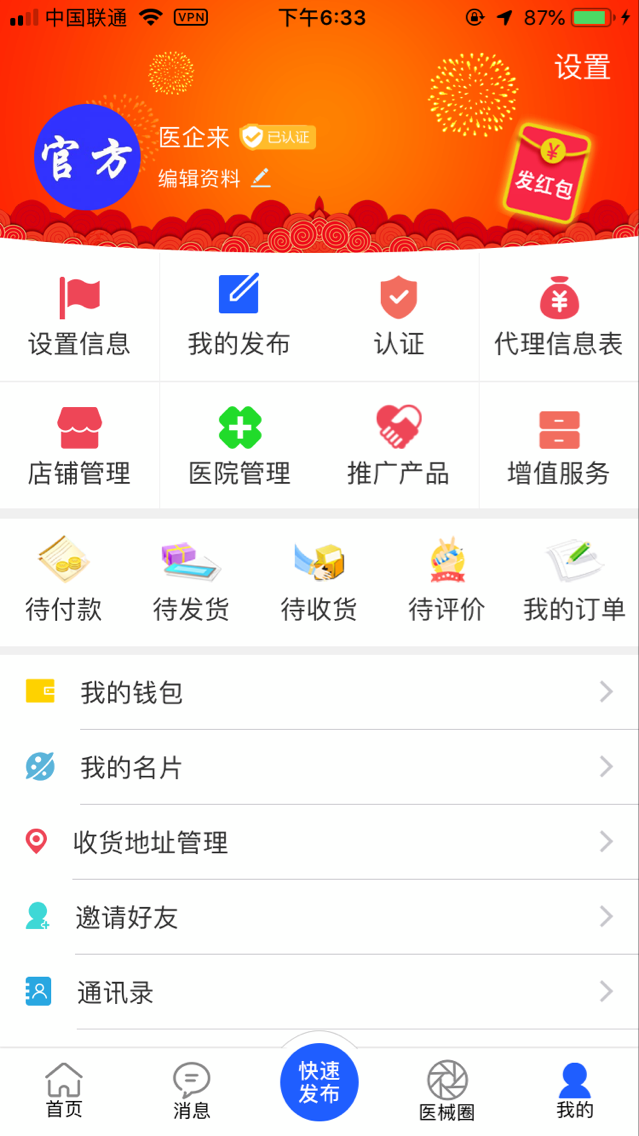 中国联通 VPN 下午6:33 87%
设置
官方
医企来 已认证
编辑资料
发红包
设置信息 我的发布 认证 代理信息表
店铺管理 医院管理 推广产品 增值服务
待付款 待发货 待收货 待评价 我的订单
我的钱包
我的名片
收货地址管理
邀请好友
通讯录
首页 消息 快速 医械圈 我的
发布